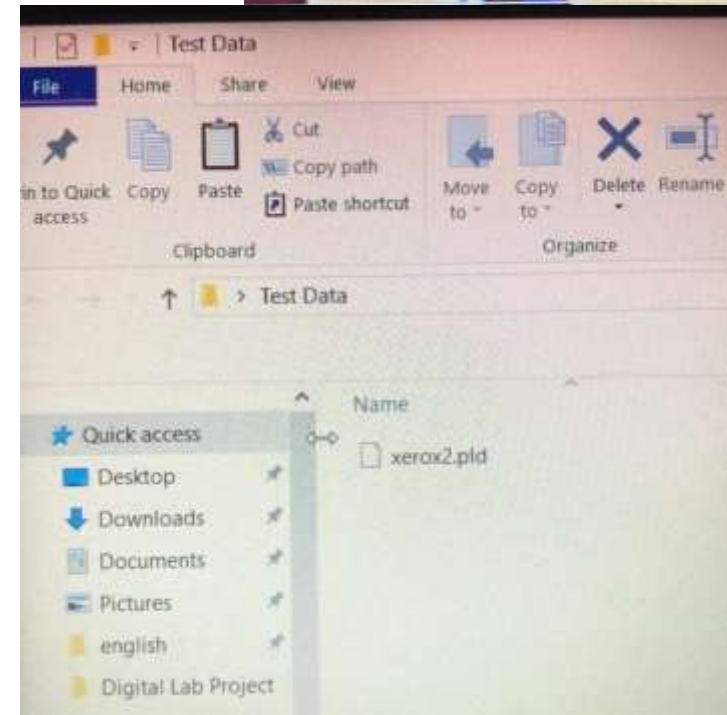 Test Data
File Home Share View
in to Quick access
Copy
Paste
Cut
Copy path
Paste shortcut
Move to
Copy to
Delete
Rename
Clipboard
Organize
Test Data
Name
Quick access
xerox2.pld
Desktop
Downloads
Documents
Pictures
english
Digital Lab Project